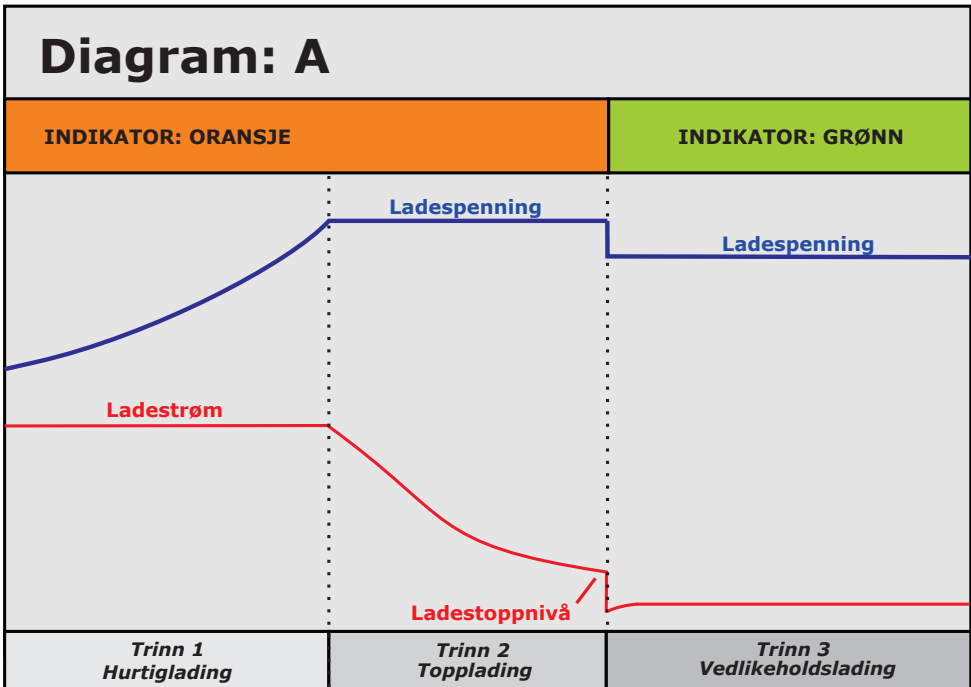 Diagram: A
INDIKATOR: ORANSJE
INDIKATOR: GRØNN
Ladespenning
Ladespenning
Ladestrøm
Ladestoppnivå
Trinn 1
Hurtiglading
Trinn 2
Topplading
Trinn 3
Vedlikeholdslading